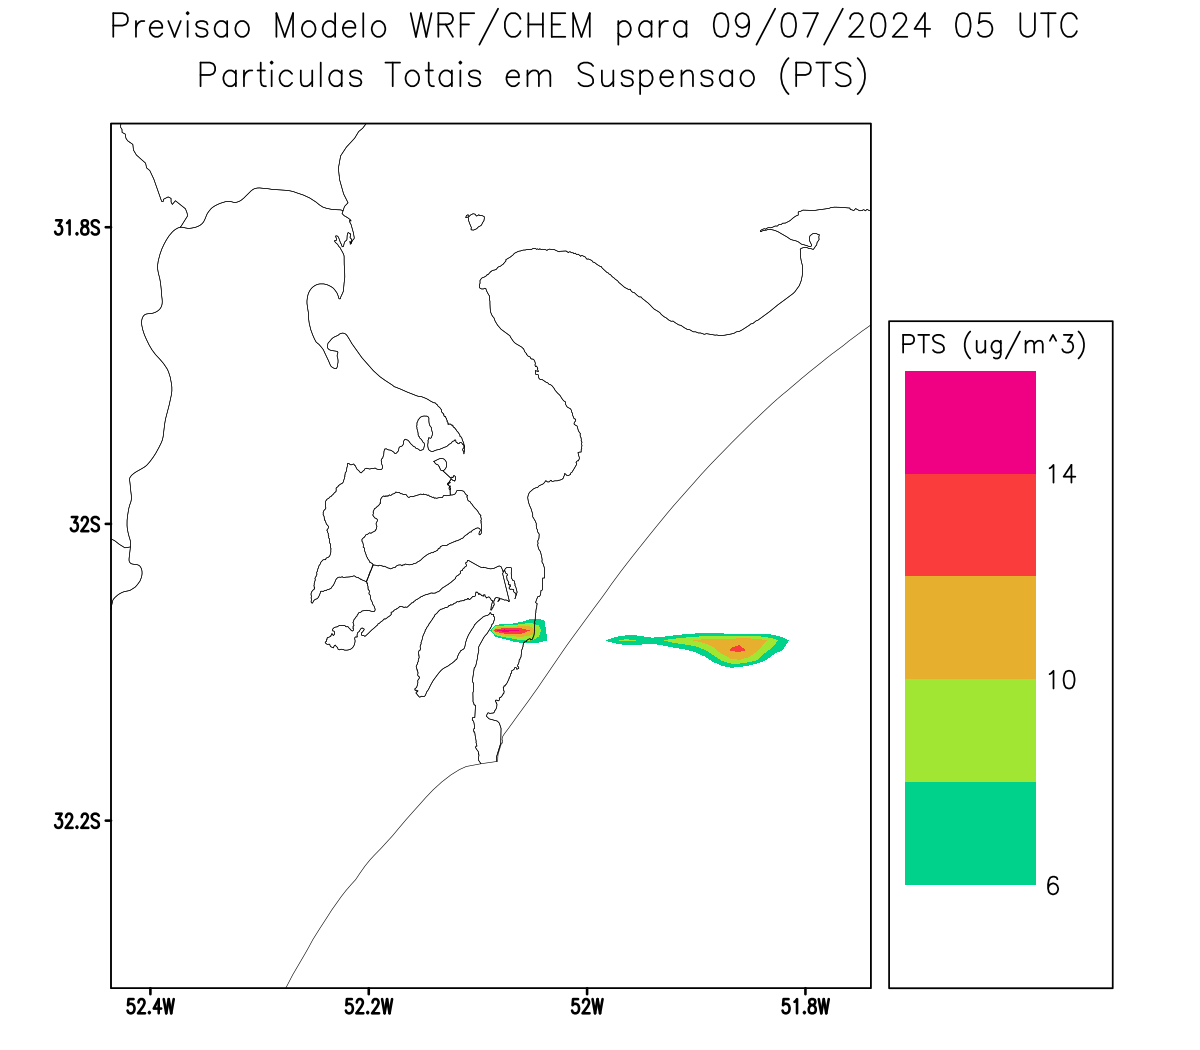 Previsao Modelo WRF/CHEM para 09/07/2024 05 UTC
Particulas Totais em Suspensao (PTS)
31.8S
32S
32.2S
52.4W
52.2W
52W
51.8W
PTS (ug/m^3)
14
10
6